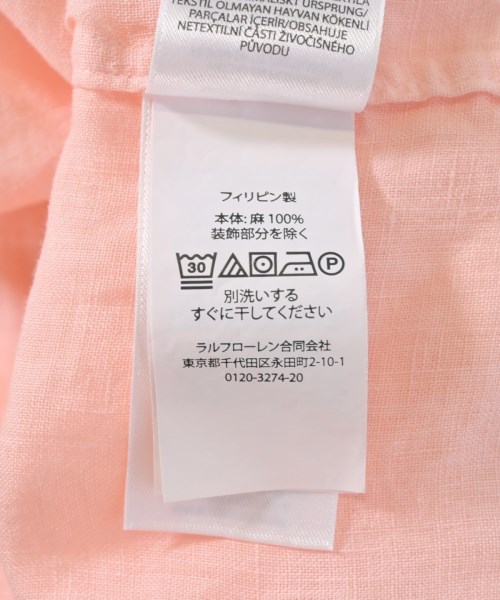 TEKSTIL OLMAYAN HAYVAN KÖKENLİ
PARÇALAR İÇERİR/OBSAHUJE
NETEXTILNÍ ČÁSTI ŽIVOČIŠNÉHO
PŮVODU
フィリピン製
本体: 麻 100%
装飾部分を除く
30
P
別洗いする
すぐに干してください
ラルフローレン合同会社
東京都千代田区永田町2-10-1
0120-3274-20